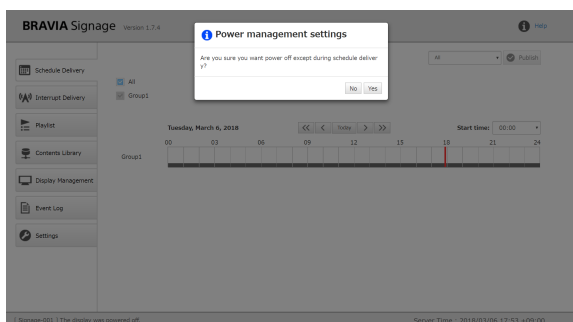 BRAVIA Signage Version 1.7.4
Help
Power management settings
Are you sure you want power off except during schedule deliver
y?
No Yes
All
Publish
Schedule Delivery
Interrupt Delivery
Playlist
Contents Library
Display Management
Event Log
Settings
All
Group1
Tuesday, March 6, 2018
<< < Today > >>
Start time: 00:00
00 03 06 09 12 15 18 21 24
Group1
Signage-002 | The display was powered off.
Server Time : 2018/03/06 17:53 +09:00